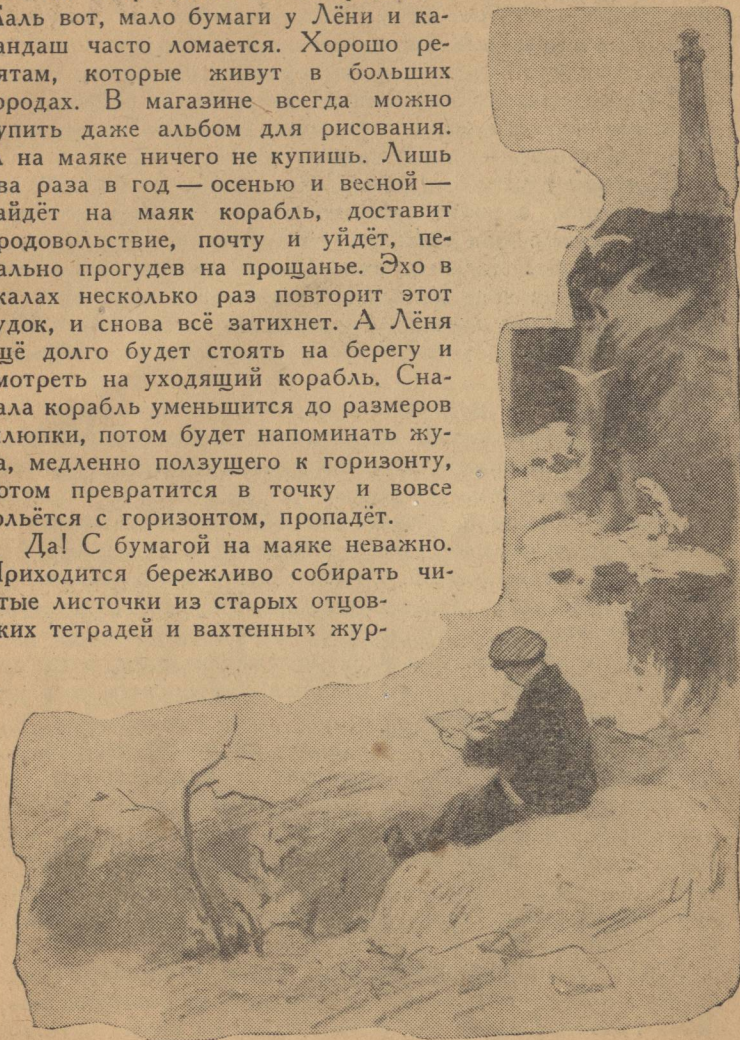 аль вот, мало бумаги у Лёни и ка-
андаш часто ломается. Хорошо ре-
ятам, которые живут в больших
ородах. В магазине всегда можно
упить даже альбом для рисования.
на маяке ничего не купишь. Лишь
ва раза в год — осенью и весной —
айдёт на маяк корабль, доставит
родовольствие, почту и уйдёт, пе-
ально прогудев на прощанье. Эхо в
калах несколько раз повторит этот
удок, и снова всё затихнет. А Лёня
щё долго будет стоять на берегу и
мотреть на уходящий корабль. Сна-
ала корабль уменьшится до размеров
люпки, потом будет напоминать жу-
а, медленно ползущего к горизонту,
отом превратится в точку и вовсе
ольётся с горизонтом, пропадёт.
Да! С бумагой на маяке неважно.
риходится бережливо собирать чи-
тые листочки из старых отцов-
ких тетрадей и вахтенных жур-